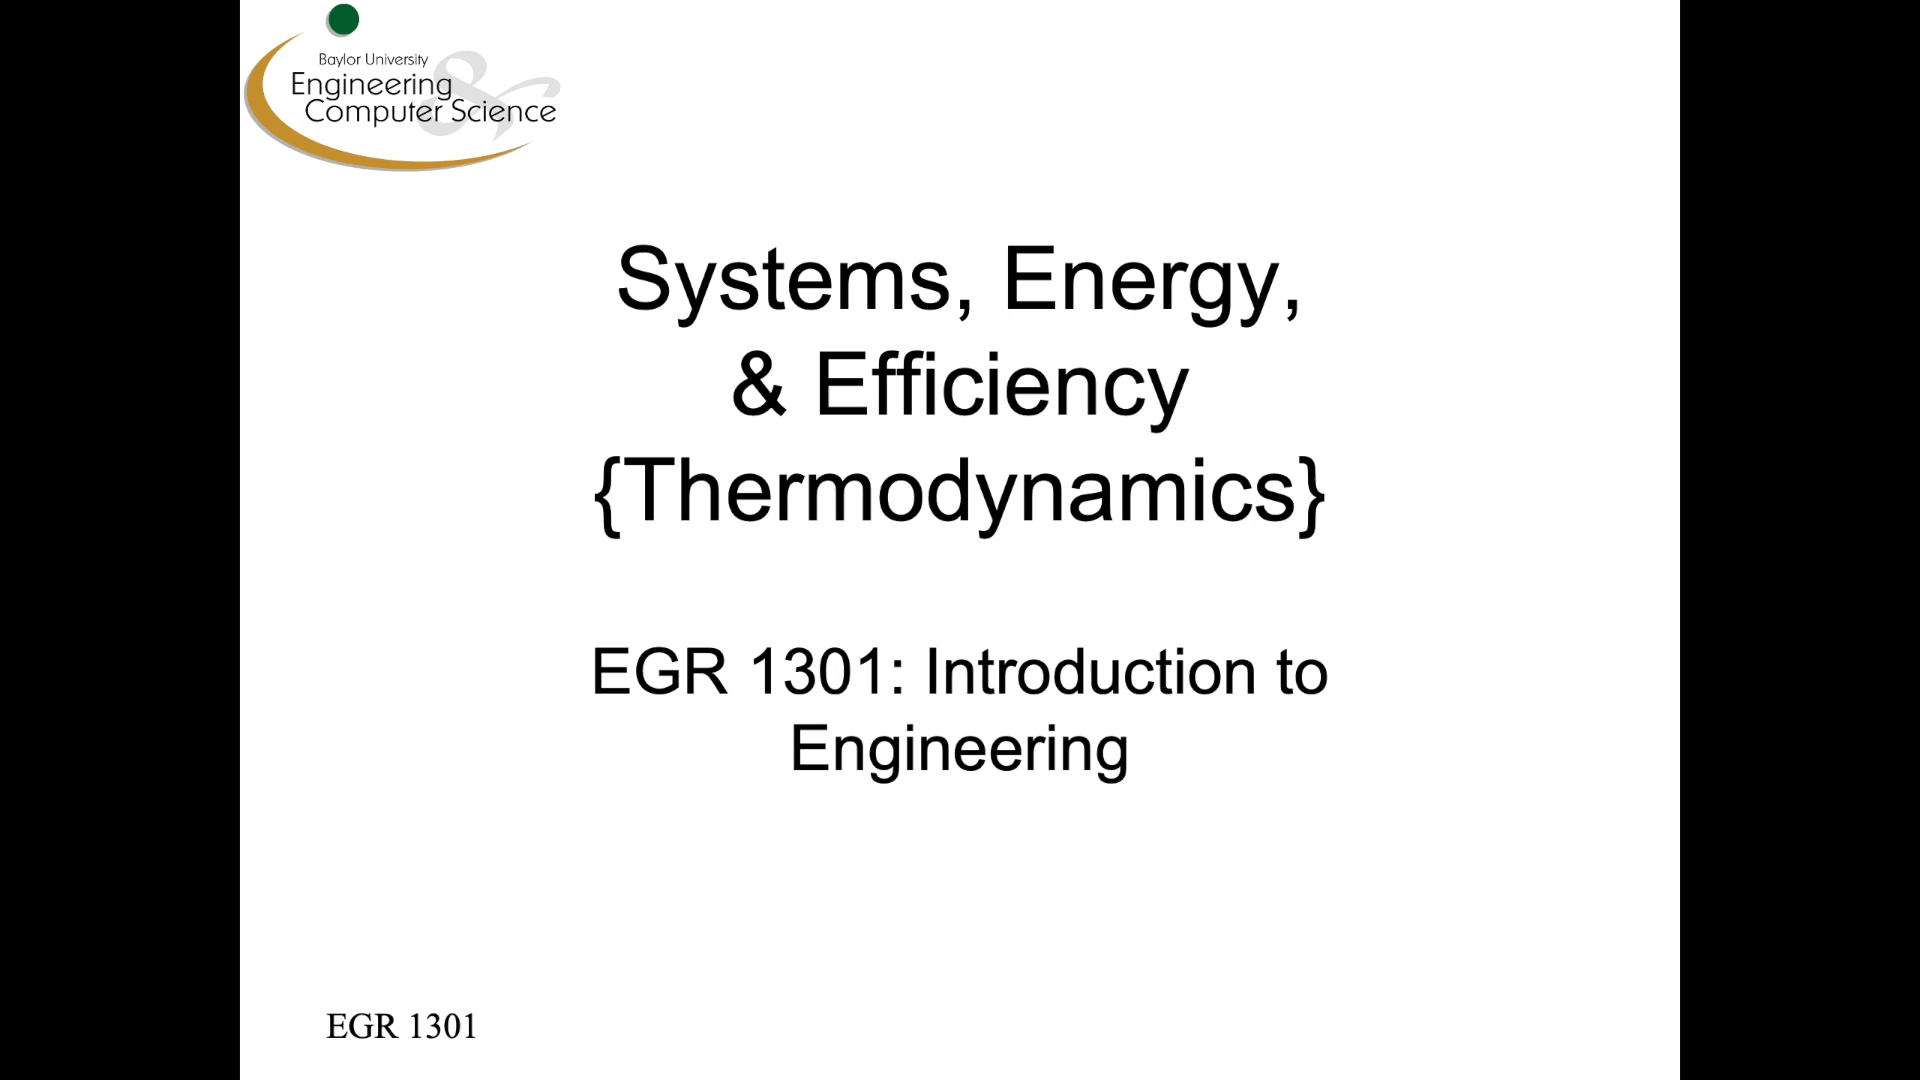 Baylor University
Engineering
Computer Science
&
Systems, Energy,
& Efficiency
{Thermodynamics}
EGR 1301: Introduction to
Engineering
EGR 1301